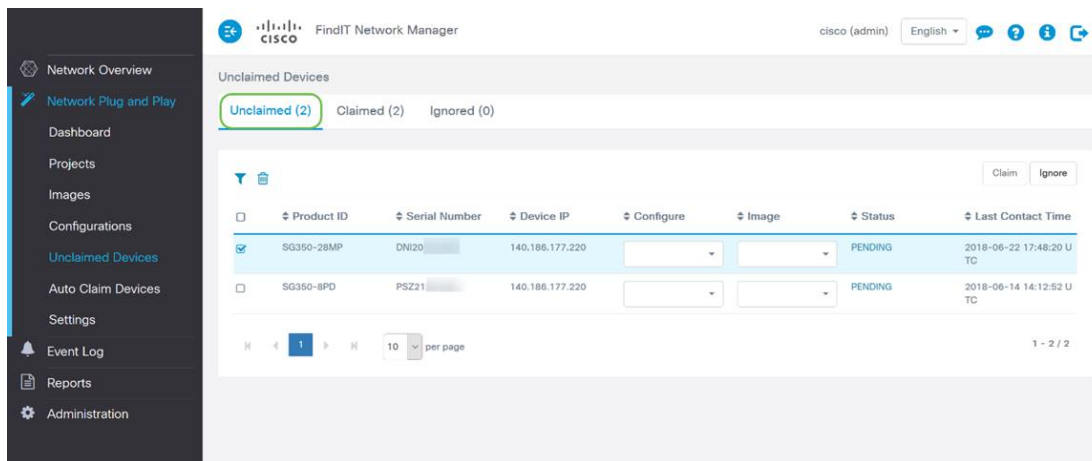 CISCO FindIT Network Manager cisco (admin) English
Network Overview
Network Plug and Play
Dashboard
Projects
Images
Configurations
Unclaimed Devices
Auto Claim Devices
Settings
Event Log
Reports
Administration
Unclaimed Devices
Unclaimed (2) Claimed (2) Ignored (0)
Claim Ignore
Product ID Serial Number Device IP Configure Image Status Last Contact Time
SG350-28MP DNI20 140.186.177.220 PENDING 2018-06-22 17:48:20 U
TC
SG350-8PD PSZ21 140.186.177.220 PENDING 2018-06-14 14:12:52 U
TC
1 10 per page 1 - 2 / 2